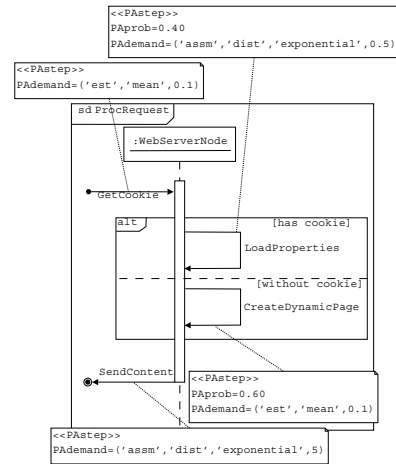 <<PAstep>>
PAprob=0.40
PAdemand=('assm','dist','exponential',0.5)
<<PAstep>>
PAdemand=('est','mean',0.1)
sd ProcRequest
:WebServerNode
GetCookie
alt
[has cookie]
LoadProperties
[without cookie]
CreateDynamicPage
SendContent
<<PAstep>>
PAprob=0.60
PAdemand=('est','mean',0.1)
<<PAstep>>
PAdemand=('assm','dist','exponential',5)